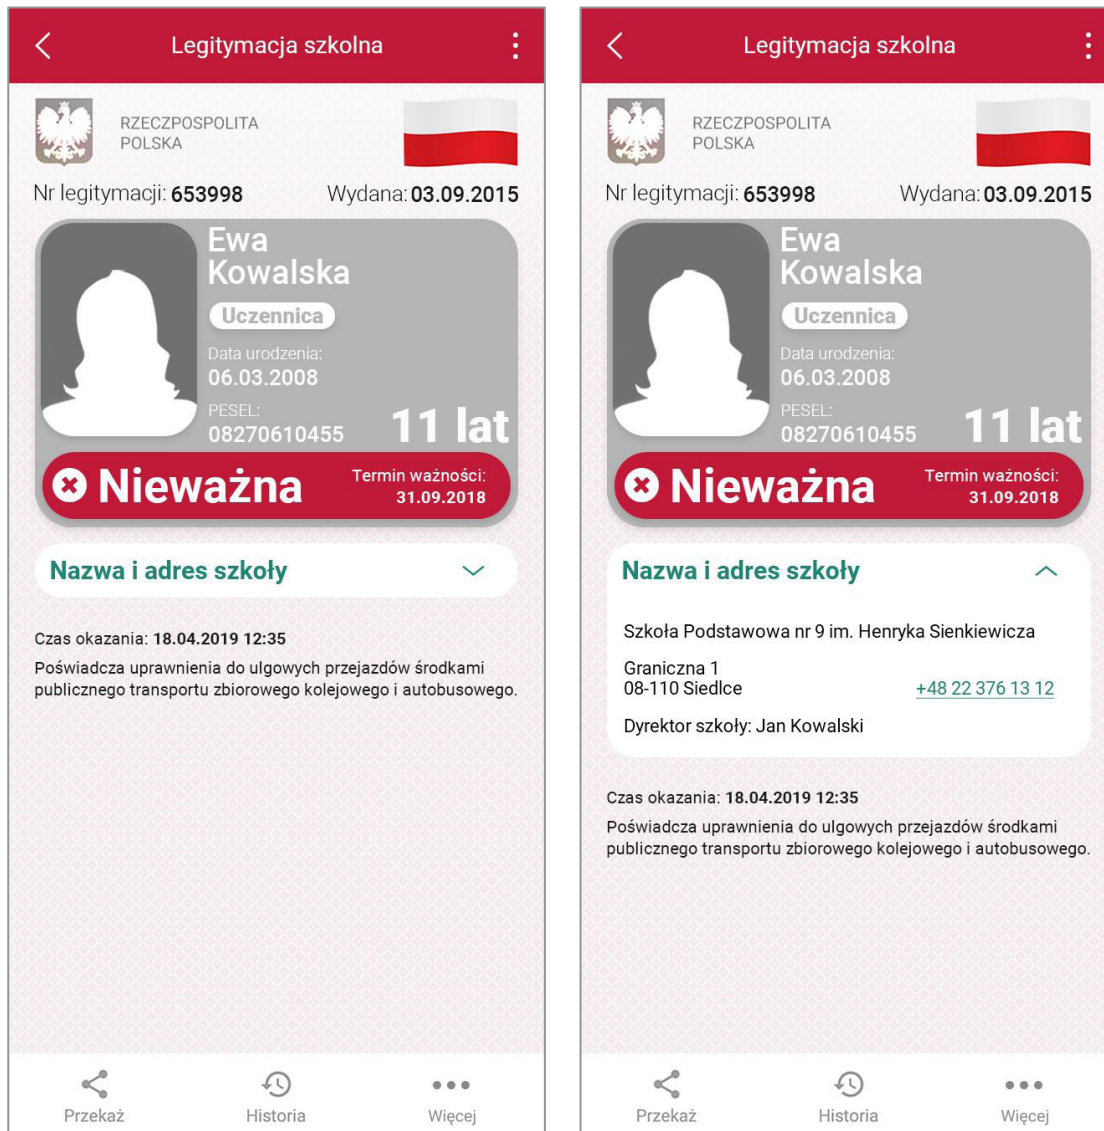 Legitymacja szkolna
RZECZPOSPOLITA
POLSKA
Nr legitymacji: 653998 Wydana: 03.09.2015
Ewa
Kowalska
Uczennica
Data urodzenia:
06.03.2008
PESEL:
08270610455
11 lat
Nieważna
Termin ważności:
31.09.2018
Nazwa i adres szkoły
Czas okazania: 18.04.2019 12:35
Poświadcza uprawnienia do ulgowych przejazdów środkami
publicznego transportu zbiorowego kolejowego i autobusowego.
Przekaż Historia Więcej
Legitymacja szkolna
RZECZPOSPOLITA
POLSKA
Nr legitymacji: 653998 Wydana: 03.09.2015
Ewa
Kowalska
Uczennica
Data urodzenia:
06.03.2008
PESEL:
08270610455
11 lat
Nieważna
Termin ważności:
31.09.2018
Nazwa i adres szkoły
Szkoła Podstawowa nr 9 im. Henryka Sienkiewicza
Graniczna 1
08-110 Siedlce +48 22 376 13 12
Dyrektor szkoły: Jan Kowalski
Czas okazania: 18.04.2019 12:35
Poświadcza uprawnienia do ulgowych przejazdów środkami
publicznego transportu zbiorowego kolejowego i autobusowego.
Przekaż Historia Więcej